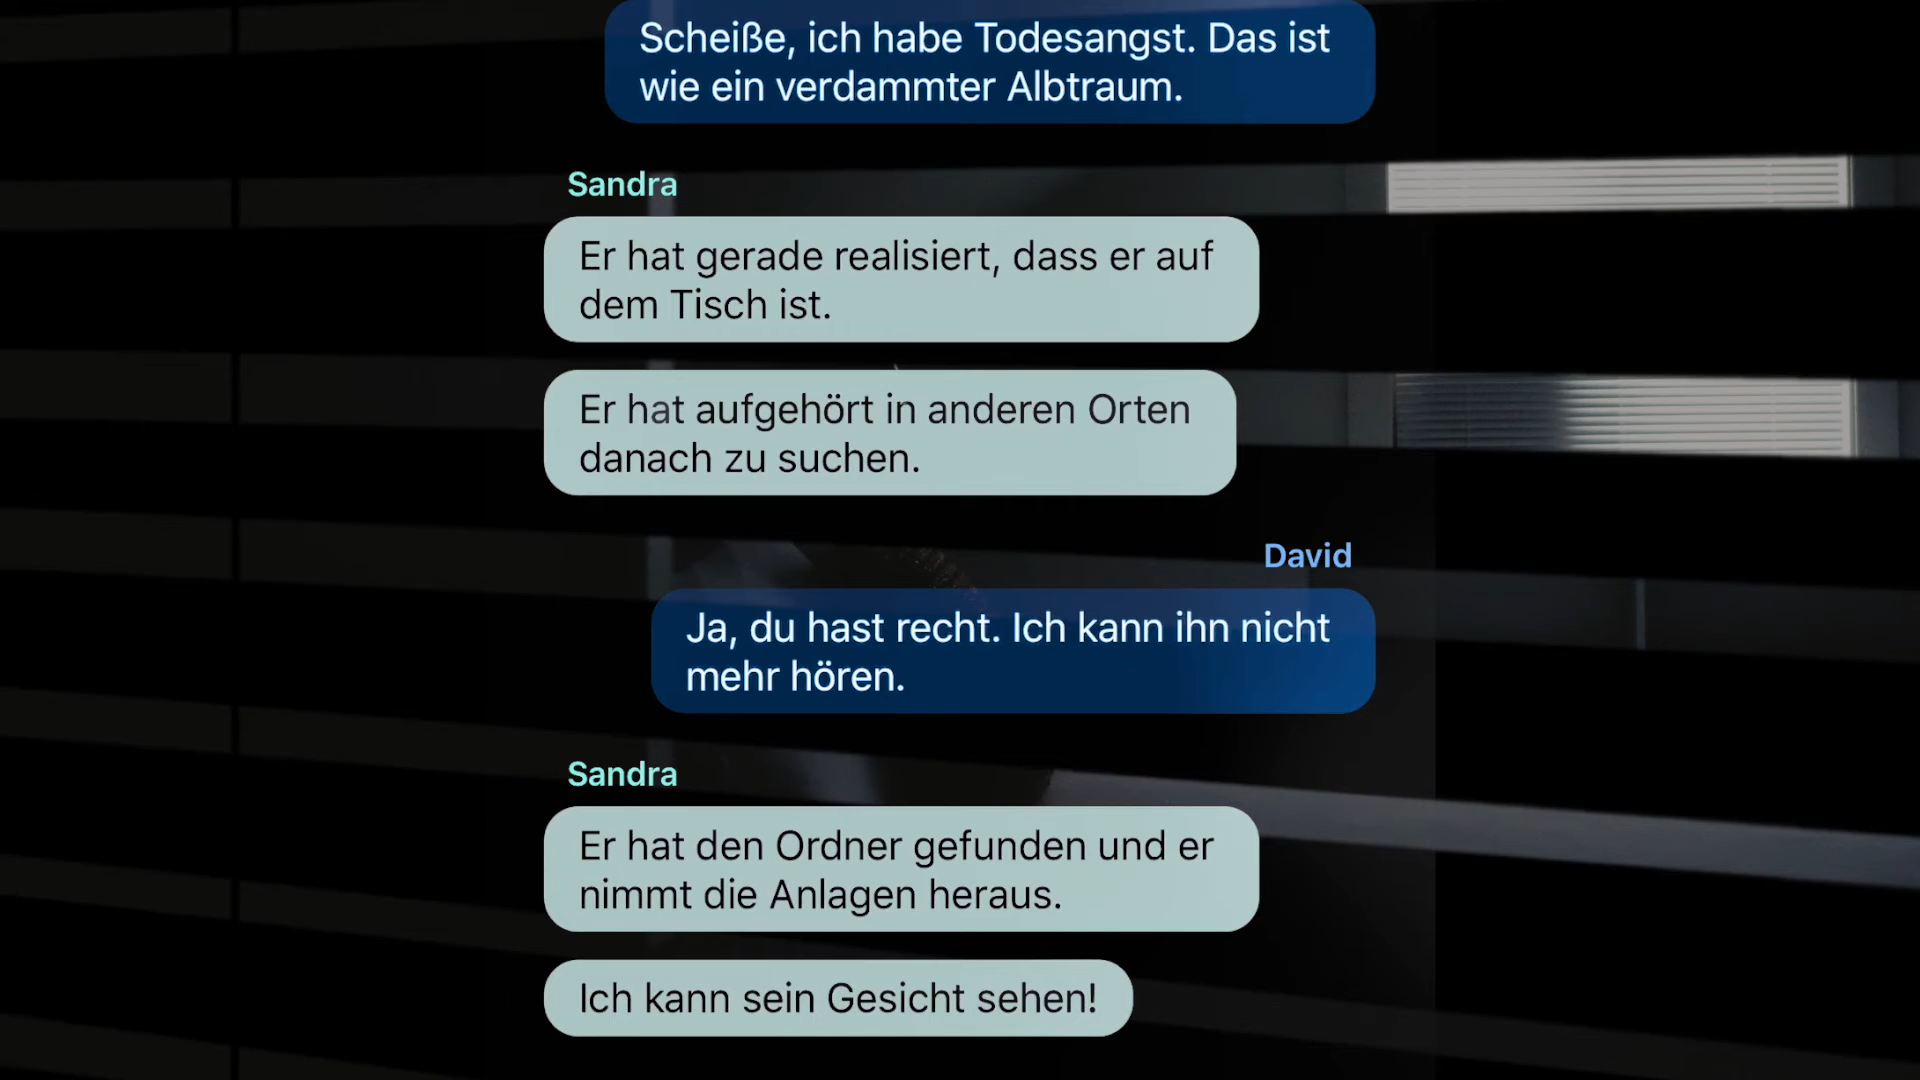 Scheiße, ich habe Todesangst. Das ist
wie ein verdammter Albtraum.
Sandra
Er hat gerade realisiert, dass er auf
dem Tisch ist.
Er hat aufgehört in anderen Orten
danach zu suchen.
David
Ja, du hast recht. Ich kann ihn nicht
mehr hören.
Sandra
Er hat den Ordner gefunden und er
nimmt die Anlagen heraus.
Ich kann sein Gesicht sehen!